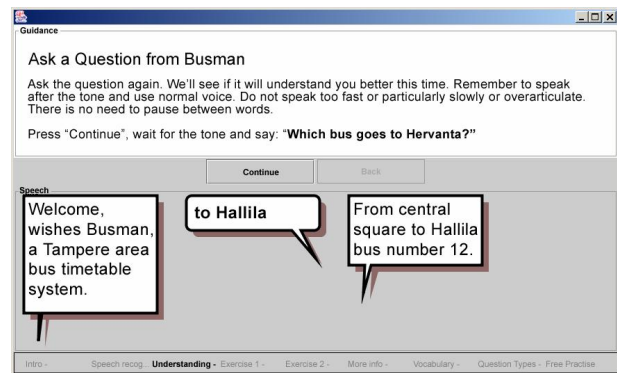 Guidance
Ask a Question from Busman
Ask the question again. We'll see if it will understand you better this time. Remember to speak
after the tone and use normal voice. Do not speak too fast or particularly slowly or overarticulate.
There is no need to pause between words.
Press "Continue", wait for the tone and say: "Which bus goes to Hervanta?"
Continue
Back
Speech
Welcome,
wishes Busman,
a Tampere area
bus timetable
system.
to Hallila
From central
square to Hallila
bus number 12.
Intro - Speech recog.. Understanding - Exercise 1 - Exercise 2 - More info - Vocabulary - Question Types - Free Practise